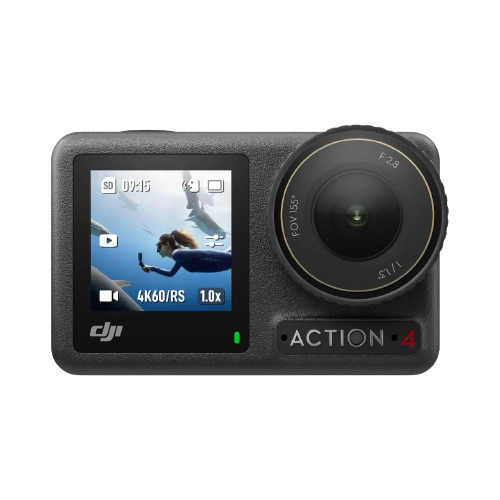 SD 09:15
4K60/RS 1.0x
dji
F2.8
FOV 155°
1/1.3"
·ACTION·4